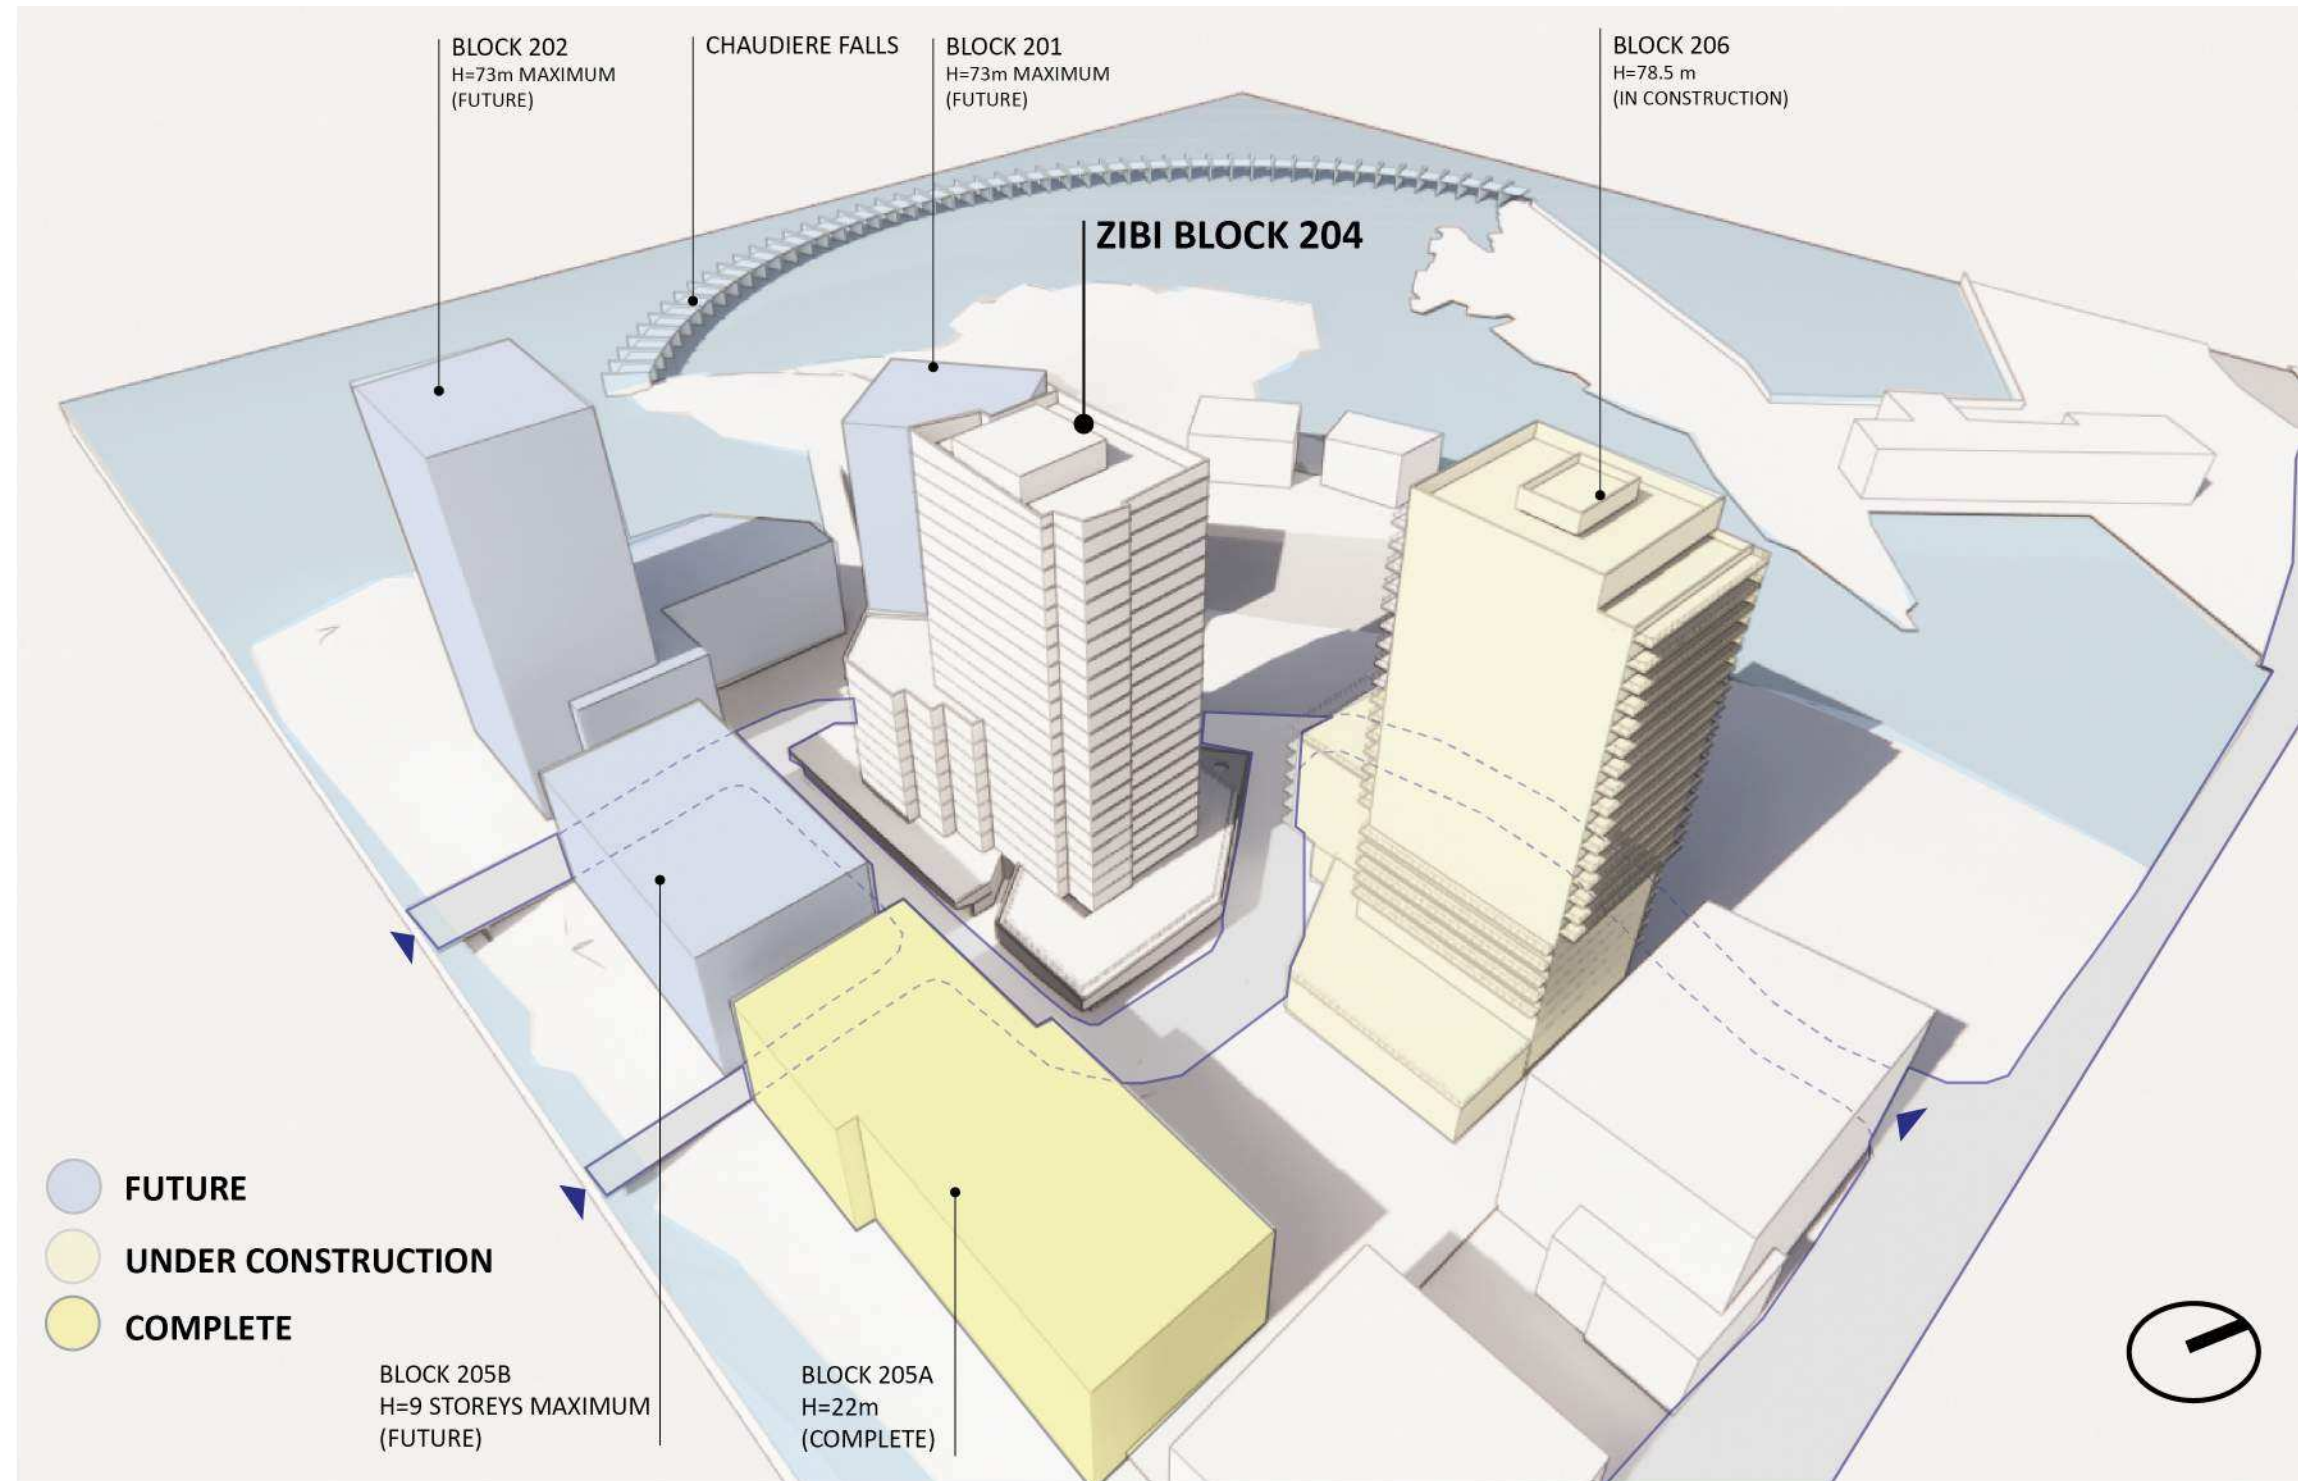 BLOCK 202
H=73m MAXIMUM
(FUTURE)
CHAUDIERE FALLS
BLOCK 201
H=73m MAXIMUM
(FUTURE)
BLOCK 206
H=78.5 m
(IN CONSTRUCTION)
ZIBI BLOCK 204
FUTURE
UNDER CONSTRUCTION
COMPLETE
BLOCK 205B
H=9 STOREYS MAXIMUM
(FUTURE)
BLOCK 205A
H=22m
(COMPLETE)